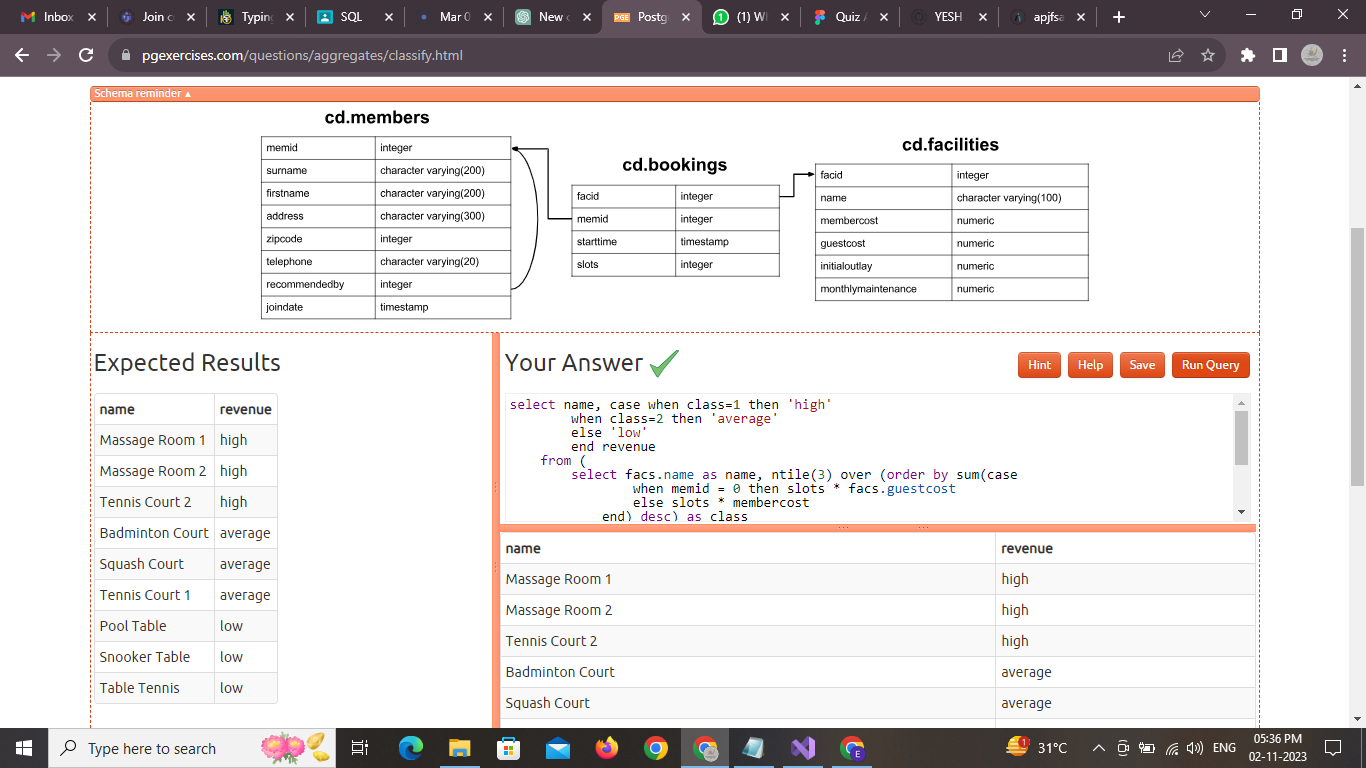 Inbox
Join c
Typing
SQL
Mar 0
New c
Postg
(1) W
Quiz
YESH
apjfsa
pgexercises.com/questions/aggregates/classify.html
Schema reminder
cd.members
memid integer
surname character varying(200)
firstname character varying(200)
address character varying(300)
zipcode integer
telephone character varying(20)
recommendedby integer
joindate timestamp
cd.bookings
facid integer
memid integer
starttime timestamp
slots integer
cd.facilities
facid integer
name character varying(100)
membercost numeric
guestcost numeric
initialoutlay numeric
monthlymaintenance numeric
Expected Results
name revenue
Massage Room 1 high
Massage Room 2 high
Tennis Court 2 high
Badminton Court average
Squash Court average
Tennis Court 1 average
Pool Table low
Snooker Table low
Table Tennis low
Your Answer
Hint
Help
Save
Run Query
select name, case when class=1 then 'high'
when class=2 then 'average'
else 'low'
end revenue
from (
select facs.name as name, ntile(3) over (order by sum(case
when memid = 0 then slots * facs.guestcost
else slots * membercost
end) desc) as class
name revenue
Massage Room 1 high
Massage Room 2 high
Tennis Court 2 high
Badminton Court average
Squash Court average
Type here to search
31°C
ENG
05:36 PM
02-11-2023